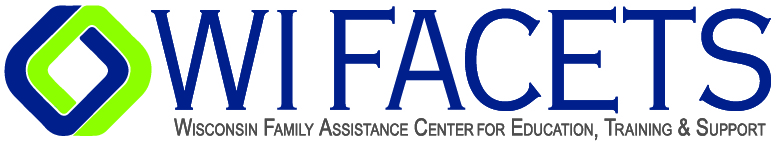 WI FACETS
Wisconsin Family Assistance Center for Education, Training & Support